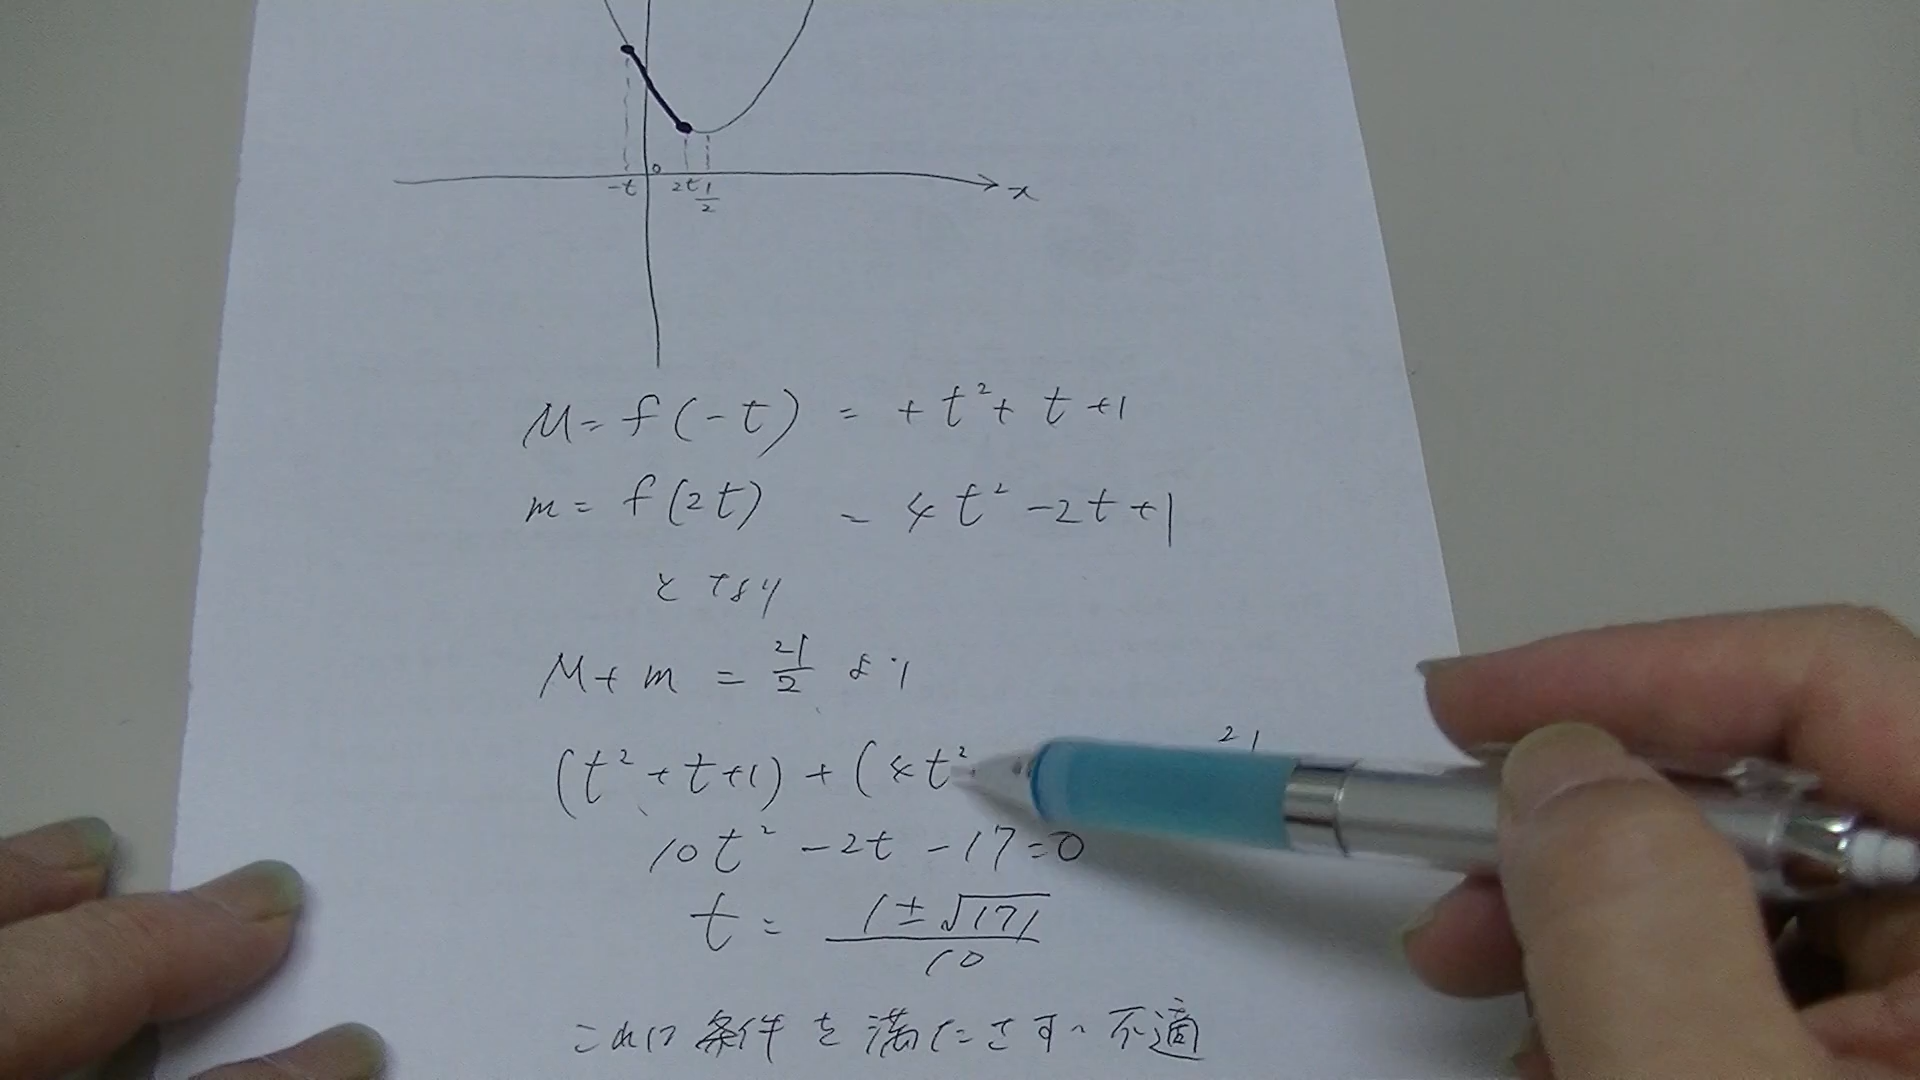 0
-t 2t 1/2 x
M = f(-t) = +t² + t + 1
m = f(2t) = 4t² - 2t + 1
となり
M + m = 21/2 より
(t² + t + 1) + (4t² 21
10t² - 2t - 17 = 0
t = (1 ± √171)/10
これは条件を満たさず、不適